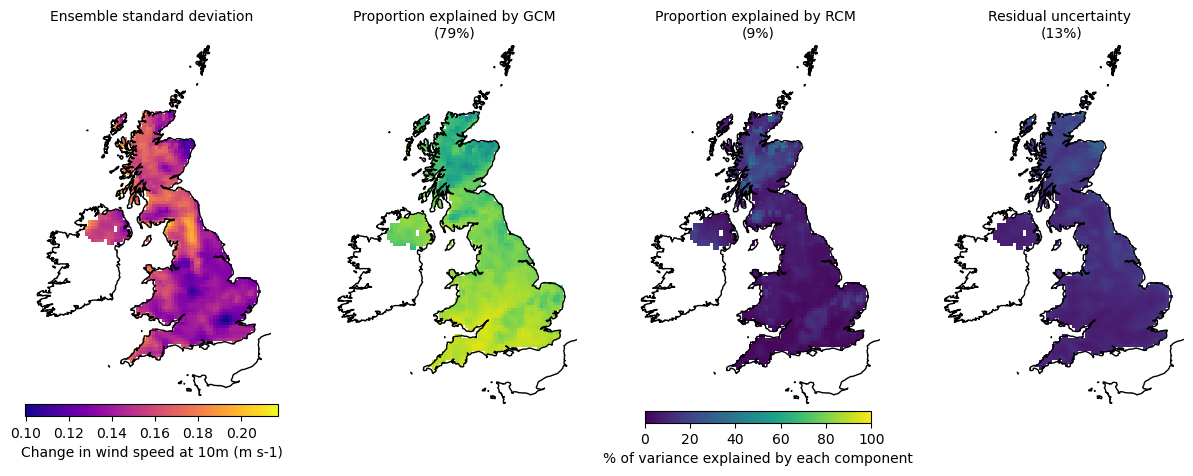 Ensemble standard deviation
Proportion explained by GCM
(79%)
Proportion explained by RCM
(9%)
Residual uncertainty
(13%)
0.10 0.12 0.14 0.16 0.18 0.20
Change in wind speed at 10m (m s-1)
0 20 40 60 80 100
% of variance explained by each component